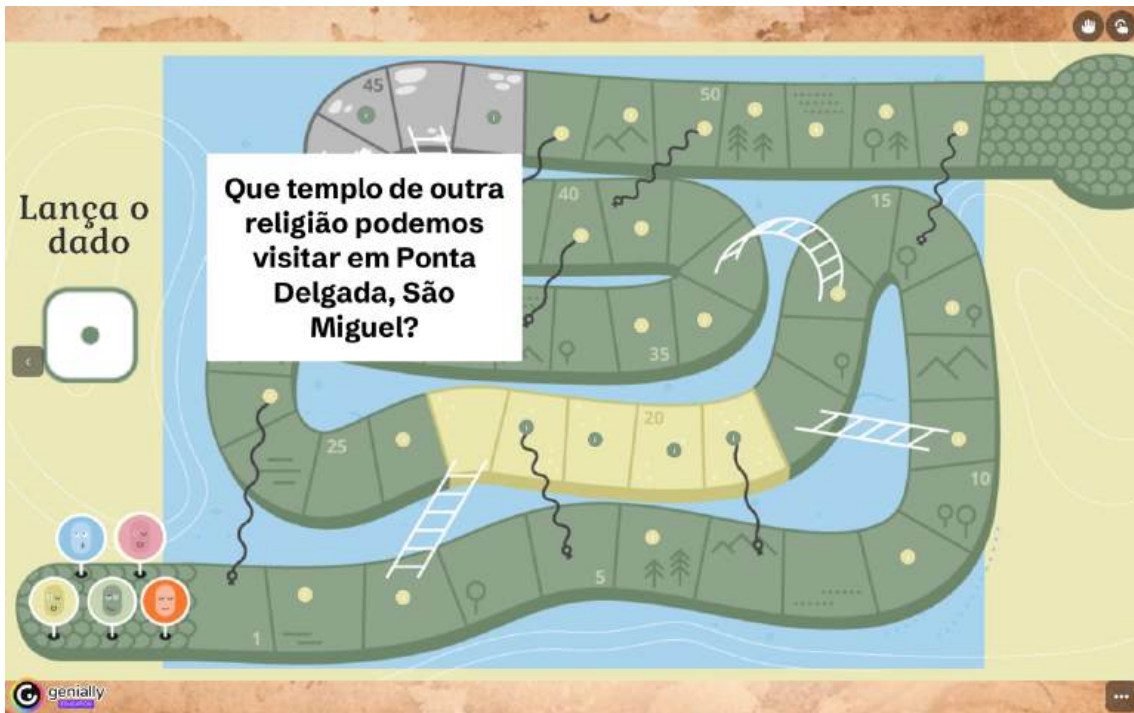 45
50
Que templo de outra
religião podemos
visitar em Ponta
Delgada, São
Miguel?
40
15
Lança o
dado
35
20
25
10
5
1
genially
EDUCATION